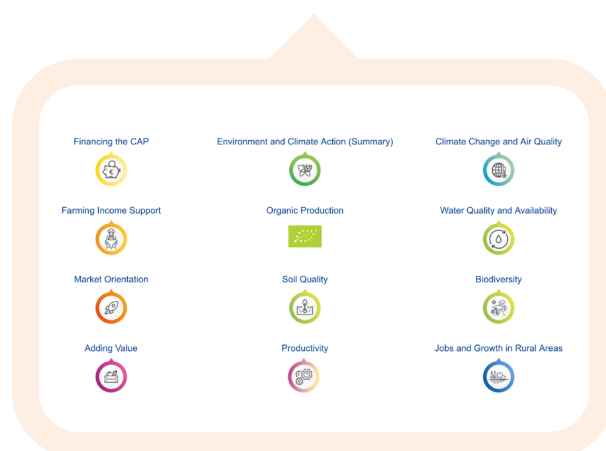 Financing the CAP
Environment and Climate Action (Summary)
Climate Change and Air Quality
Farming Income Support
Organic Production
Water Quality and Availability
Market Orientation
Soil Quality
Biodiversity
Adding Value
Productivity
Jobs and Growth in Rural Areas